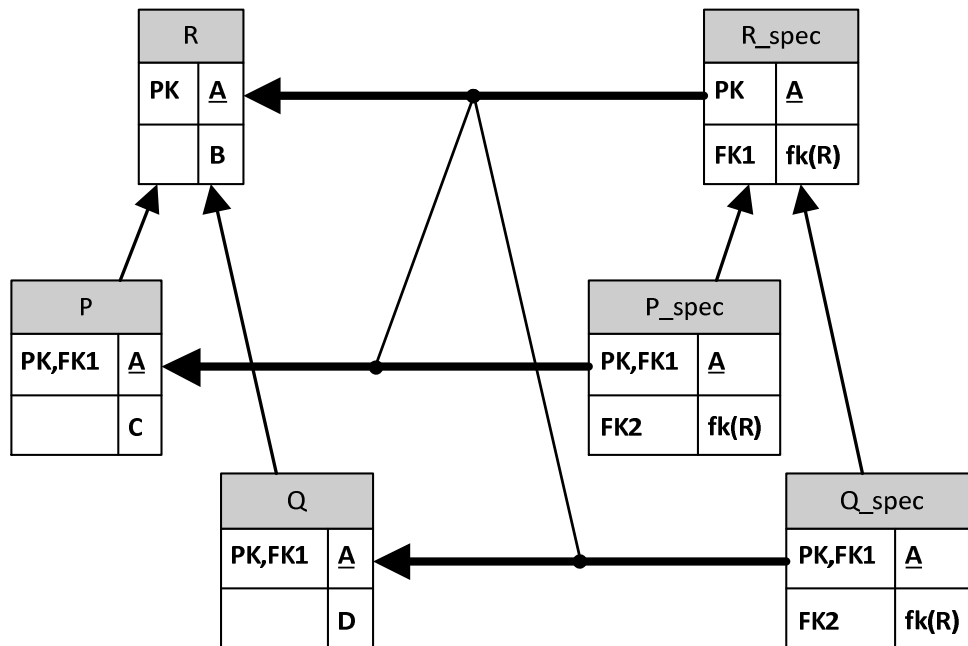 R
R_spec
PK A
PK A
B
FK1 fk(R)
P
P_spec
PK,FK1 A
PK,FK1 A
C
FK2 fk(R)
Q
Q_spec
PK,FK1 A
PK,FK1 A
D
FK2 fk(R)